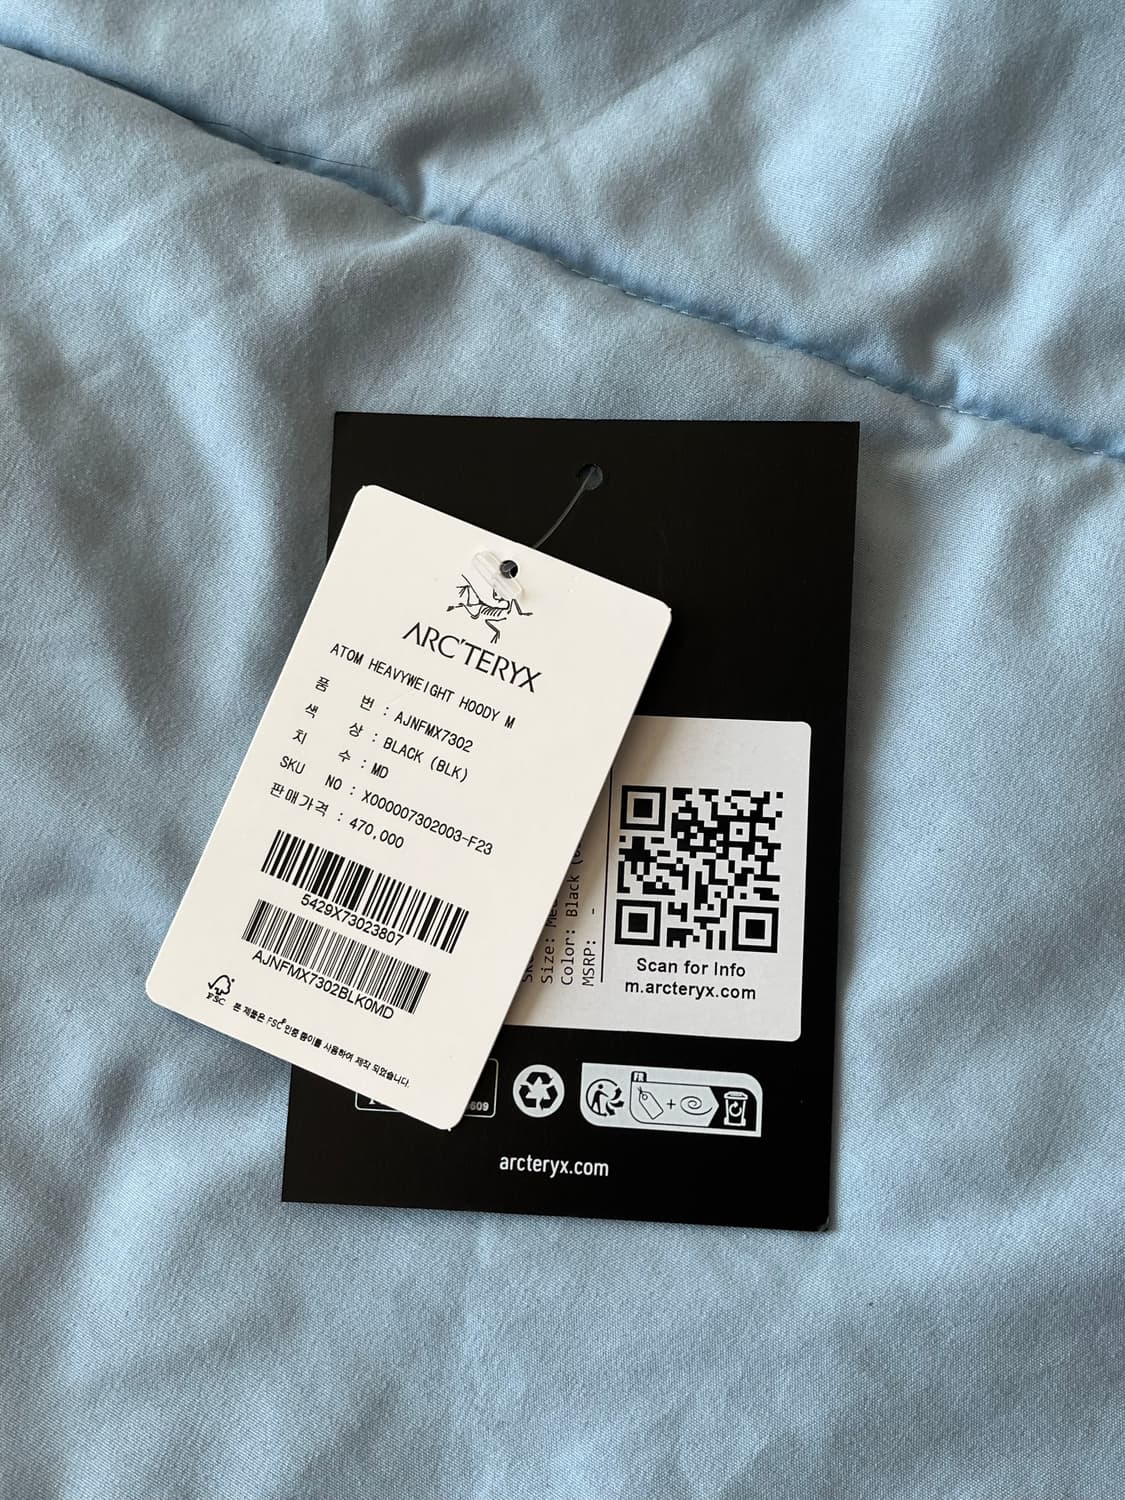 ARC'TERYX
ATOM HEAVYWEIGHT HOODY M
품 번 : AJNFMX7302
색 상 : BLACK (BLK)
치 수 : MD
SKU NO : X000007302003-F23
판매가격 : 470,000
5429X73023807
AJNFMX7302BLK0MD
FSC 본 제품은 FSC® 인증 종이를 사용하여 제작 되었습니다.
Size:
Color: Black
MSRP: -
Scan for Info
m.arcteryx.com
609
FR
+
arcteryx.com